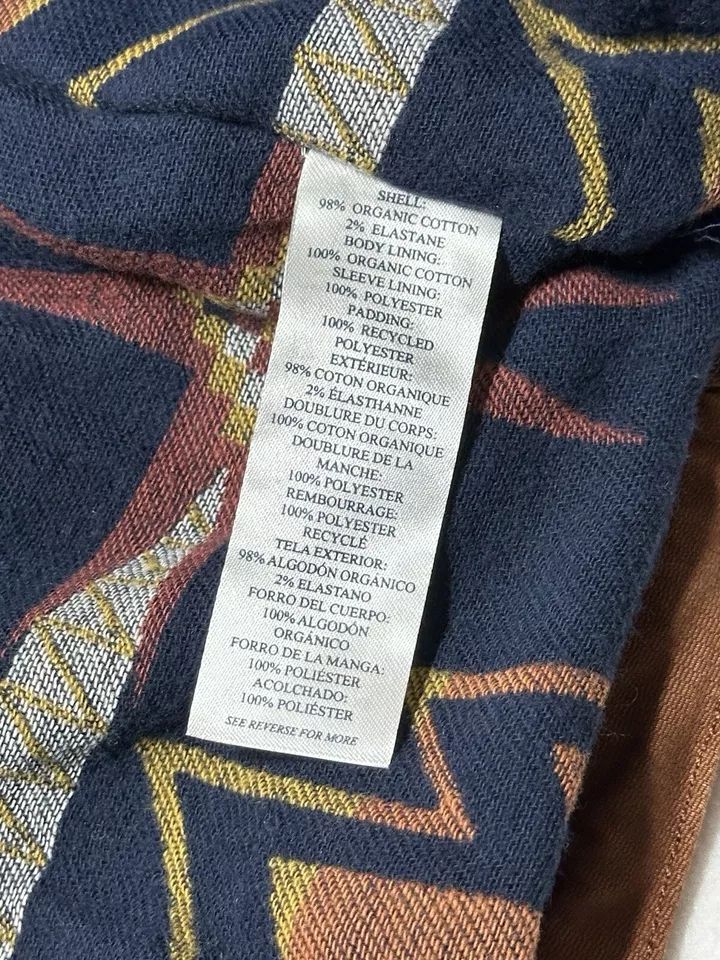 SHELL:
98% ORGANIC COTTON
2% ELASTANE
BODY LINING:
100% ORGANIC COTTON
SLEEVE LINING:
100% POLYESTER
PADDING:
100% RECYCLED
POLYESTER
EXTÉRIEUR:
98% COTON ORGANIQUE
2% ÉLASTHANNE
DOUBLURE DU CORPS:
100% COTON ORGANIQUE
DOUBLURE DE LA
MANCHE:
100% POLYESTER
REMBOURRAGE:
100% POLYESTER
RECYCLÉ
TELA EXTERIOR:
98% ALGODÓN ORGÁNICO
2% ELASTANO
FORRO DEL CUERPO:
100% ALGODÓN
ORGÁNICO
FORRO DE LA MANGA:
100% POLIÉSTER
ACOLCHADO:
100% POLIÉSTER
SEE REVERSE FOR MORE